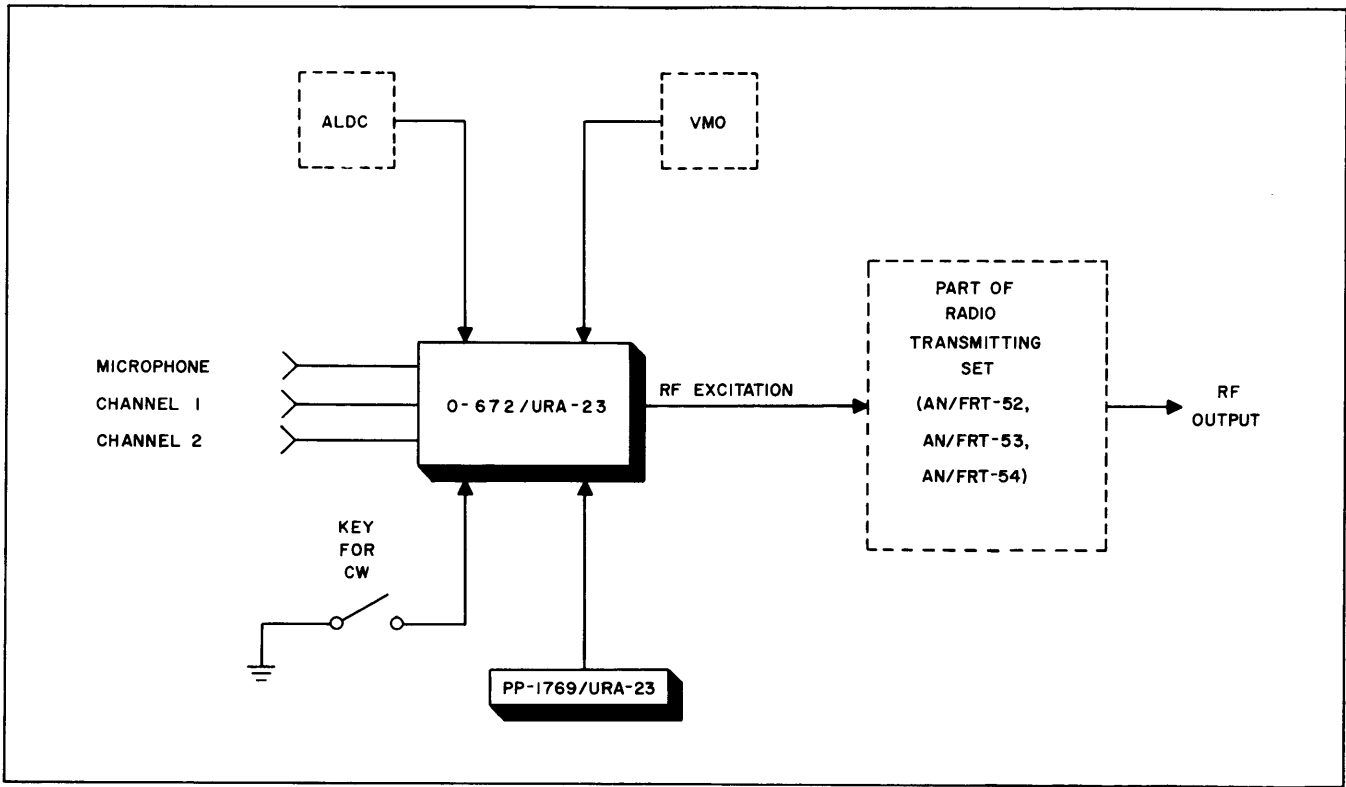 ALDC
VMO
MICROPHONE
CHANNEL 1
CHANNEL 2
O-672/URA-23
RF EXCITATION
PART OF
RADIO
TRANSMITTING
SET
(AN/FRT-52,
AN/FRT-53,
AN/FRT-54)
RF
OUTPUT
KEY
FOR
CW
PP-1769/URA-23